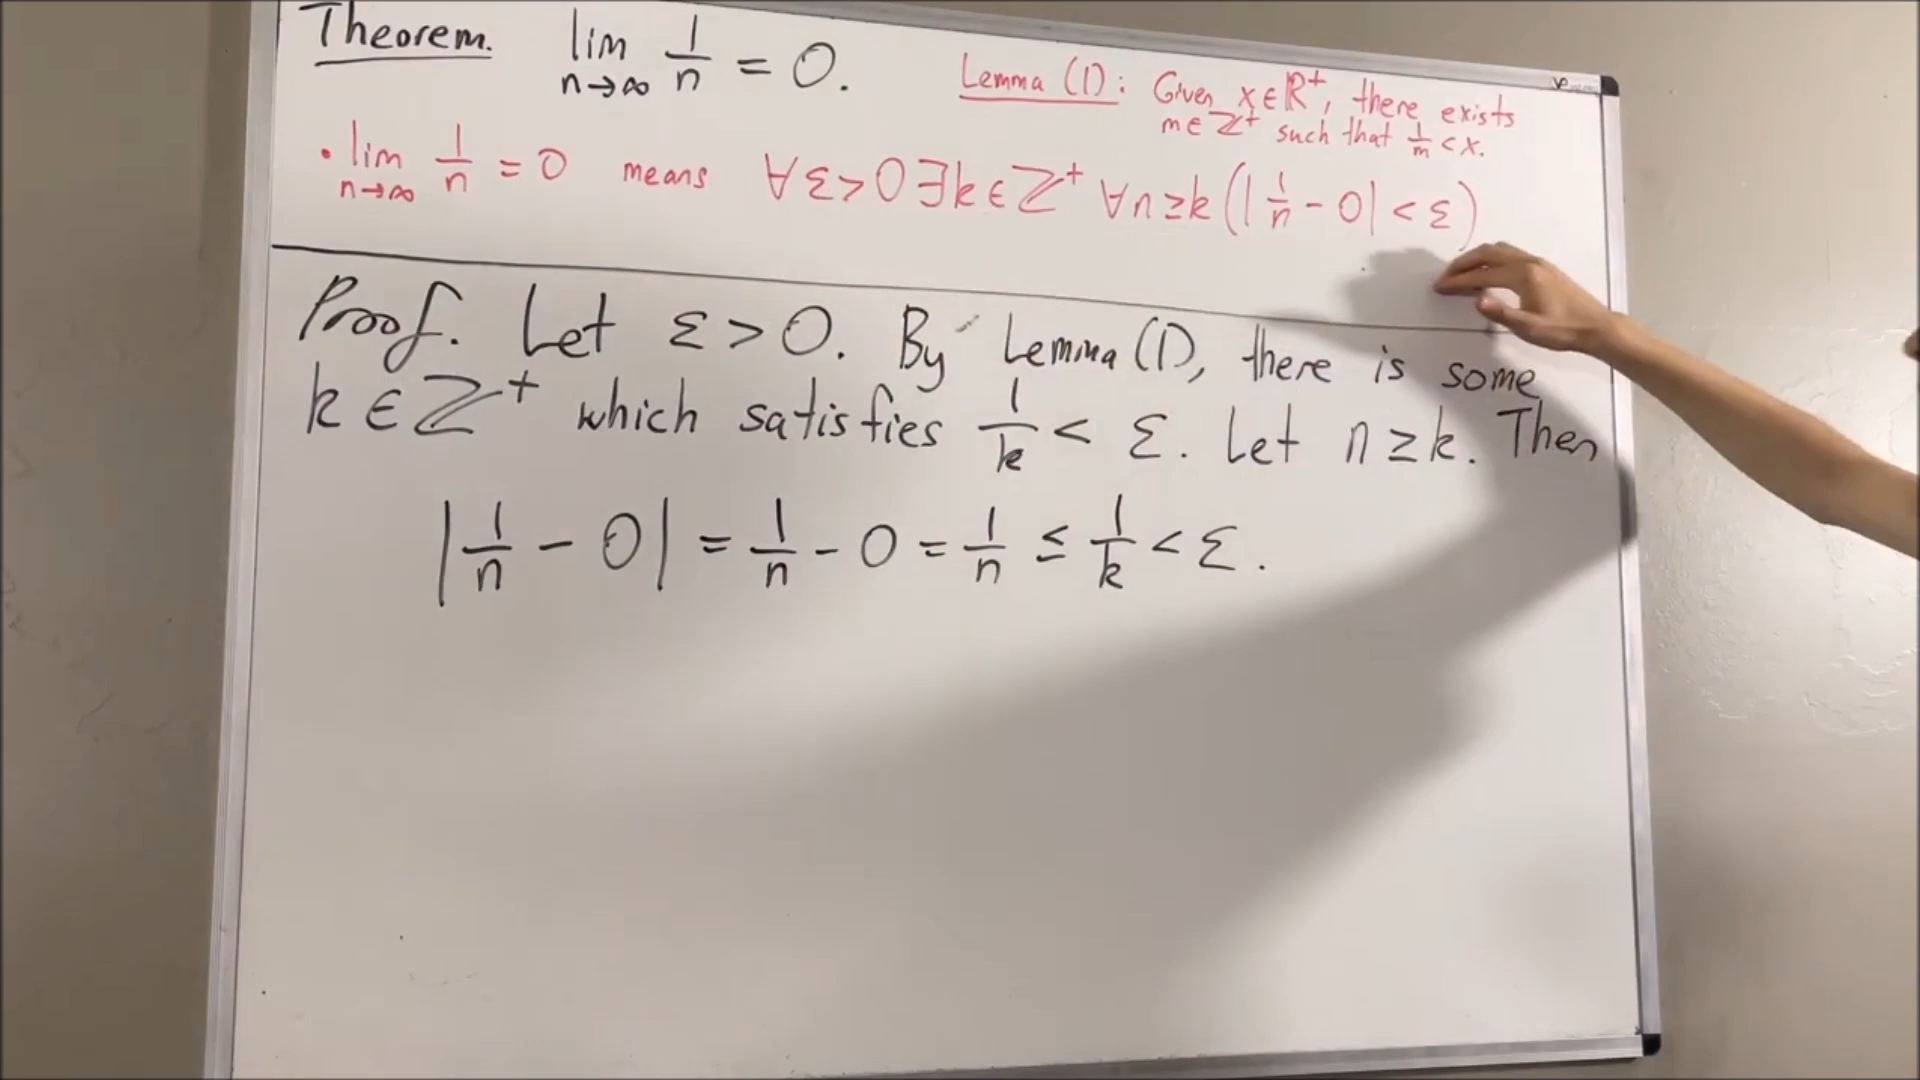 Theorem. lim n→∞ 1/n = 0.
Lemma (1): Given x∈ℝ⁺, there exists
m∈ℤ⁺ such that 1/m < x.
• lim n→∞ 1/n = 0 means ∀ε>0 ∃k∈ℤ⁺ ∀n≥k (|1/n - 0| < ε)
Proof. Let ε > 0. By Lemma (1), there is some
k∈ℤ⁺ which satisfies 1/k < ε. Let n≥k. Then
|1/n - 0| = 1/n - 0 = 1/n ≤ 1/k < ε.